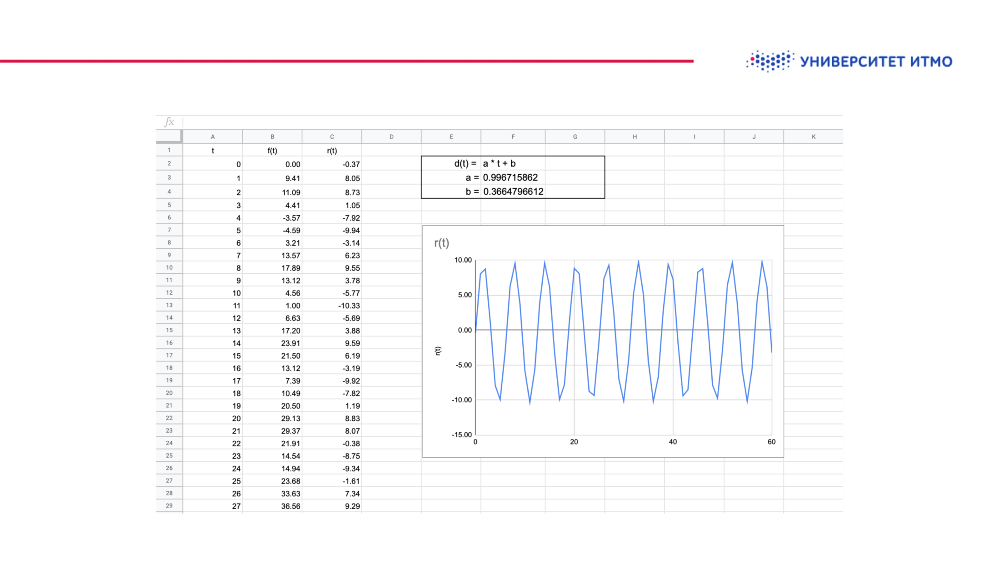 УНИВЕРСИТЕТ ИТМО
fx
A B C D E F G H I J K
1 t f(t) r(t)
2 0 0.00 -0.37 d(t) = a * t + b
3 1 9.41 8.05 a = 0.996715862
4 2 11.09 8.73 b = 0.3664796612
5 3 4.41 1.05
6 4 -3.57 -7.92
7 5 -4.59 -9.94
8 6 3.21 -3.14
9 7 13.57 6.23
10 8 17.89 9.55
11 9 13.12 3.78
12 10 4.56 -5.77
13 11 1.00 -10.33
14 12 6.63 -5.69
15 13 17.20 3.88
16 14 23.91 9.59
17 15 21.50 6.19
18 16 13.12 -3.19
19 17 7.39 -9.92
20 18 10.49 -7.82
21 19 20.50 1.19
22 20 29.13 8.83
23 21 29.37 8.07
24 22 21.91 -0.38
25 23 14.54 -8.75
26 24 14.94 -9.34
27 25 23.68 -1.61
28 26 33.63 7.34
29 27 36.56 9.29
r(t)
10.00
5.00
0.00
r(t)
-5.00
-10.00
-15.00
0 20 40 60